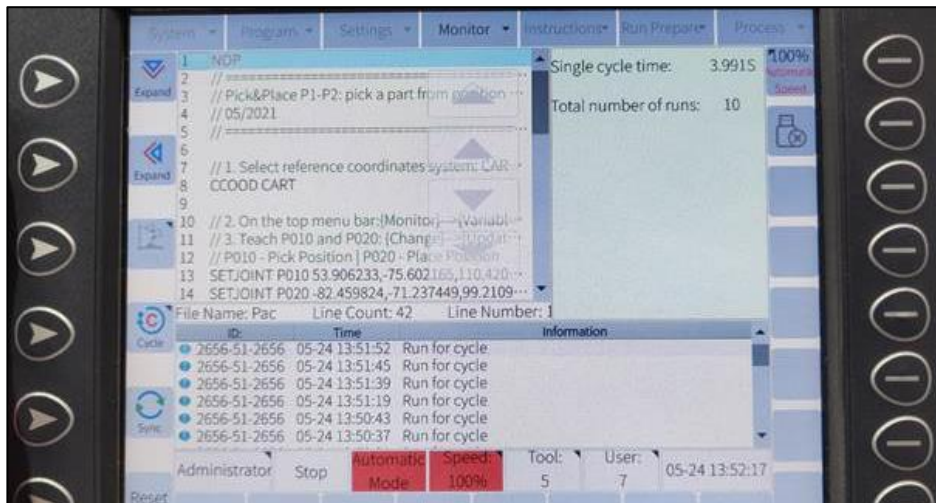 System Program Settings Monitor Instructions Run Prepare Process
Expand
Expand
Cycle
Sync
Reset
1 NOP
2 //
3 // Pick&Place P1-P2: pick a part from position ...
4 // 05/2021
5 //
6
7 // 1. Select reference coordinates system: CAR...
8 CCOOD CART
9
10 // 2. On the top menu bar:{Monitor}-->{Variabl...
11 // 3. Teach P010 and P020: {Change}-->{Updat...
12 // P010 - Pick Position | P020 - Place Position
13 SETJOINT P010 53.906233,-75.602165,110.420...
14 SETJOINT P020 -82.459824,-71.237449,99.2109...
File Name: Pac Line Count: 42 Line Number: 1
Single cycle time: 3.991S
Total number of runs: 10
100%
Automatic
Speed
ID: Time Information
2656-51-2656 05-24 13:51:52 Run for cycle
2656-51-2656 05-24 13:51:45 Run for cycle
2656-51-2656 05-24 13:51:39 Run for cycle
2656-51-2656 05-24 13:51:19 Run for cycle
2656-51-2656 05-24 13:50:43 Run for cycle
2656-51-2656 05-24 13:50:37 Run for cycle
Administrator Stop Automatic Mode Speed: 100% Tool: 5 User: 7 05-24 13:52:17